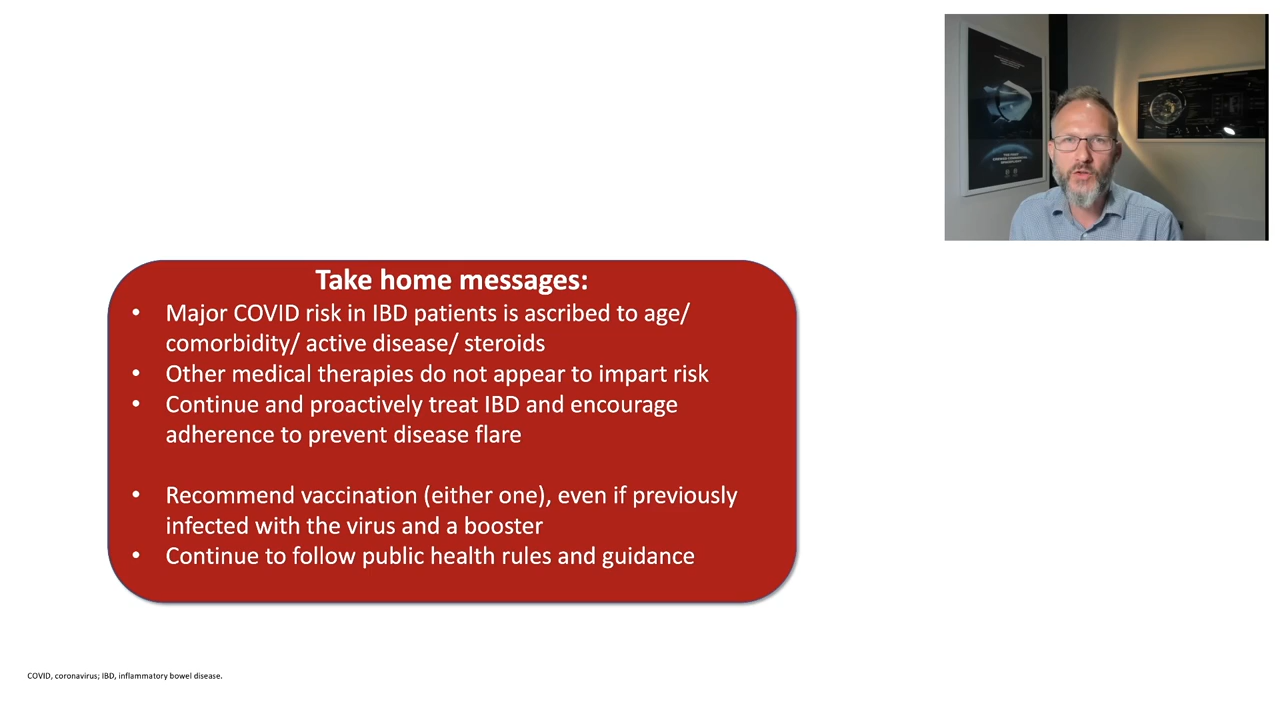 Take home messages:
• Major COVID risk in IBD patients is ascribed to age/
comorbidity/ active disease/ steroids
• Other medical therapies do not appear to impart risk
• Continue and proactively treat IBD and encourage
adherence to prevent disease flare
• Recommend vaccination (either one), even if previously
infected with the virus and a booster
• Continue to follow public health rules and guidance
COVID, coronavirus; IBD, inflammatory bowel disease.